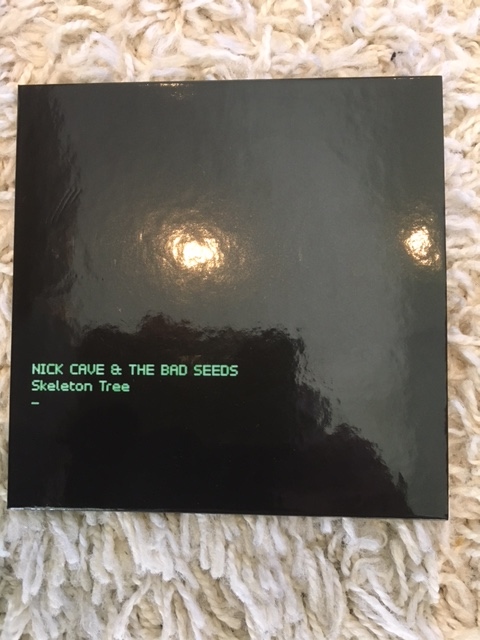 NICK CAVE & THE BAD SEEDS
Skeleton Tree
_